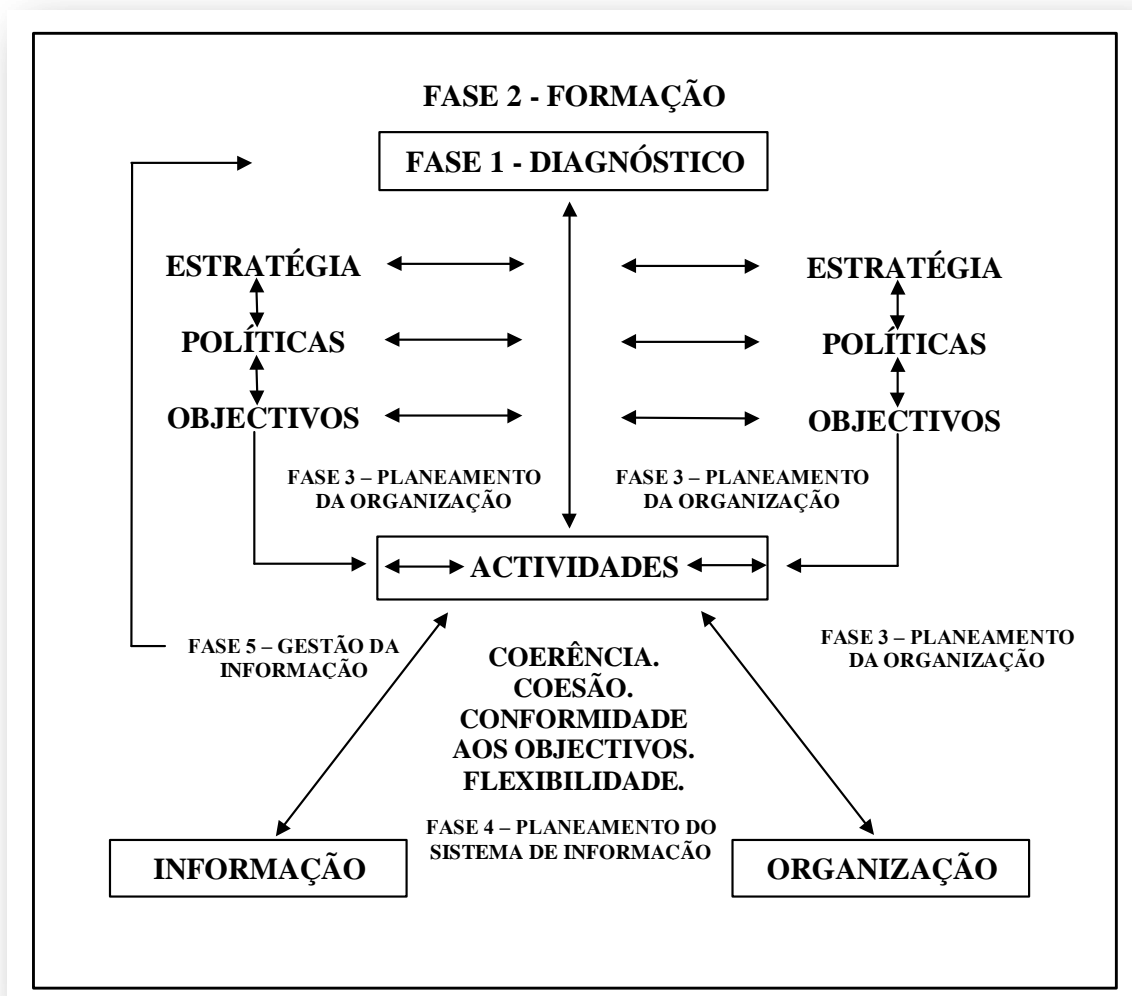 FASE 2 - FORMAÇÃO
FASE 1 - DIAGNÓSTICO
ESTRATÉGIA
ESTRATÉGIA
POLÍTICAS
POLÍTICAS
OBJECTIVOS
OBJECTIVOS
FASE 3 – PLANEAMENTO
DA ORGANIZAÇÃO
FASE 3 – PLANEAMENTO
DA ORGANIZAÇÃO
ACTIVIDADES
FASE 5 – GESTÃO DA
INFORMAÇÃO
FASE 3 – PLANEAMENTO
DA ORGANIZAÇÃO
COERÊNCIA.
COESÃO.
CONFORMIDADE
AOS OBJECTIVOS.
FLEXIBILIDADE.
FASE 4 – PLANEAMENTO DO
SISTEMA DE INFORMAÇÃO
INFORMAÇÃO
ORGANIZAÇÃO